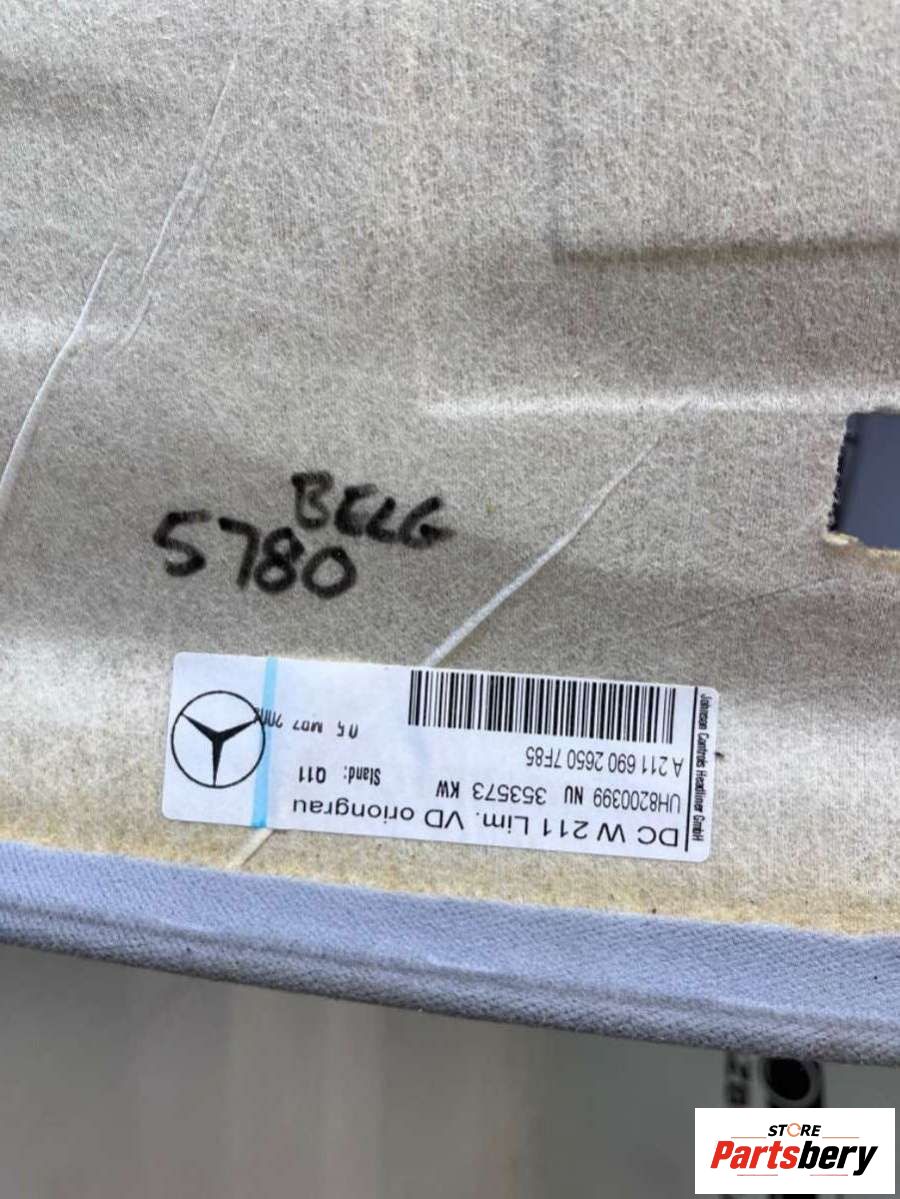 BELG
5780
Johnson Controls Headliner GmbH
DC W 211 Lim. VD oriongrau
UH8200399 NU 353573 KW
Stand: Q11
A 211 690 2650 7F85
STORE
Partsbery